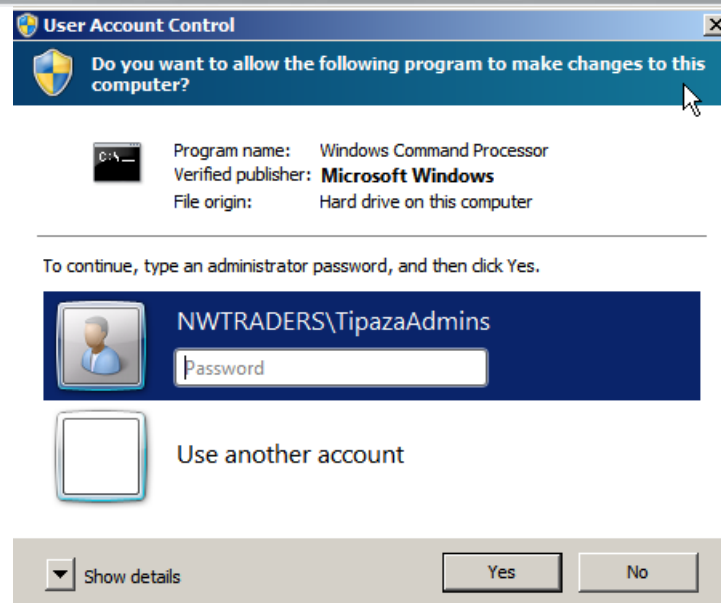 User Account Control
Do you want to allow the following program to make changes to this
computer?
C:\
Program name: Windows Command Processor
Verified publisher: Microsoft Windows
File origin: Hard drive on this computer
To continue, type an administrator password, and then click Yes.
NWTRADERS\TipazaAdmins
Password
Use another account
Show details
Yes No